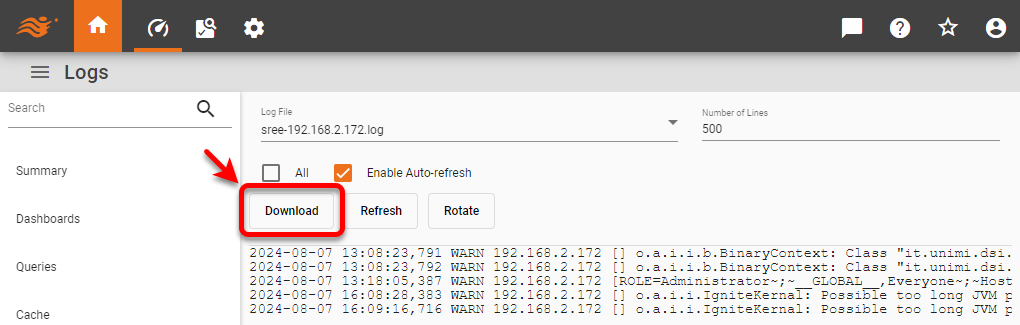 Logs
Search
Log File
Number of Lines
sree-192.168.2.172.log
500
All
Enable Auto-refresh
Summary
Download
Refresh
Rotate
Dashboards
Queries
Cache
2024-08-07 13:08:23,791 WARN 192.168.2.172 [] o.a.i.i.b.BinaryContext: Class "it.unimi.dsi.
2024-08-07 13:08:23,792 WARN 192.168.2.172 [] o.a.i.i.b.BinaryContext: Class "it.unimi.dsi.
2024-08-07 13:18:05,387 WARN 192.168.2.172 [ROLE=Administrator~;~__GLOBAL__,Everyone~;~Host
2024-08-07 16:08:28,383 WARN 192.168.2.172 [] o.a.i.i.IgniteKernal: Possible too long JVM p
2024-08-07 16:09:16,716 WARN 192.168.2.172 [] o.a.i.i.IgniteKernal: Possible too long JVM p